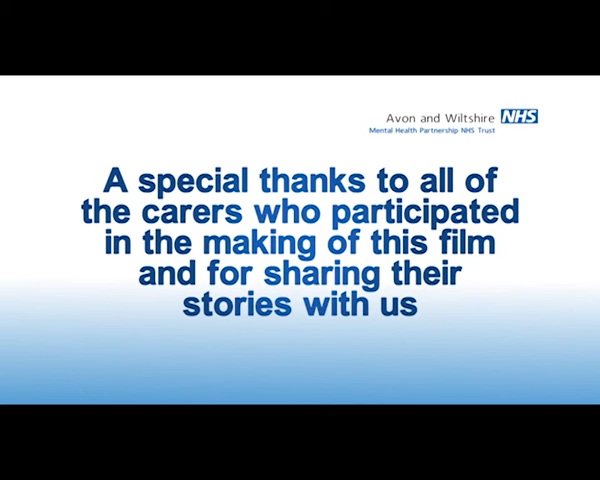 Avon and Wiltshire NHS
Mental Health Partnership NHS Trust
A special thanks to all of
the carers who participated
in the making of this film
and for sharing their
stories with us